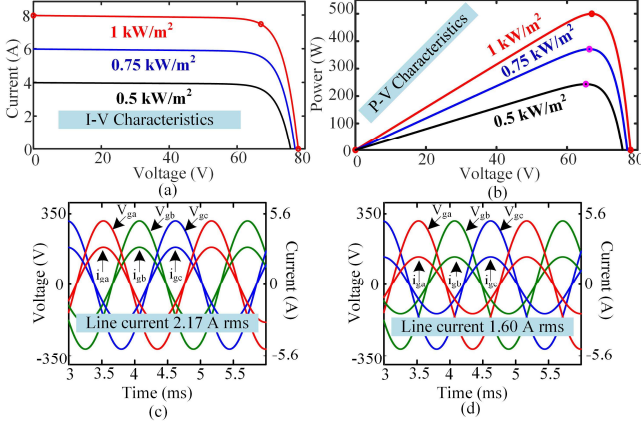 8
6
4
2
0
Current (A)
1 kW/m²
0.75 kW/m²
0.5 kW/m²
I-V Characteristics
0 20 40 60 80
Voltage (V)
(a)
500
400
300
200
100
0
Power (W)
P-V Characteristics
1 kW/m²
0.75 kW/m²
0.5 kW/m²
20 40 60 80
Voltage (V)
(b)
350
0
-350
Voltage (V)
Vga Vgb Vgc
iga igb igc
Line current 2.17 A rms
5.6
0
-5.6
Current (A)
3 3.5 4 4.5 5 5.5
Time (ms)
(c)
350
0
-350
Voltage (V)
Vga Vgb Vgc
iga igb igc
Line current 1.60 A rms
5.6
0
-5.6
Current (A)
3 3.5 4 4.5 5 5.5
Time (ms)
(d)